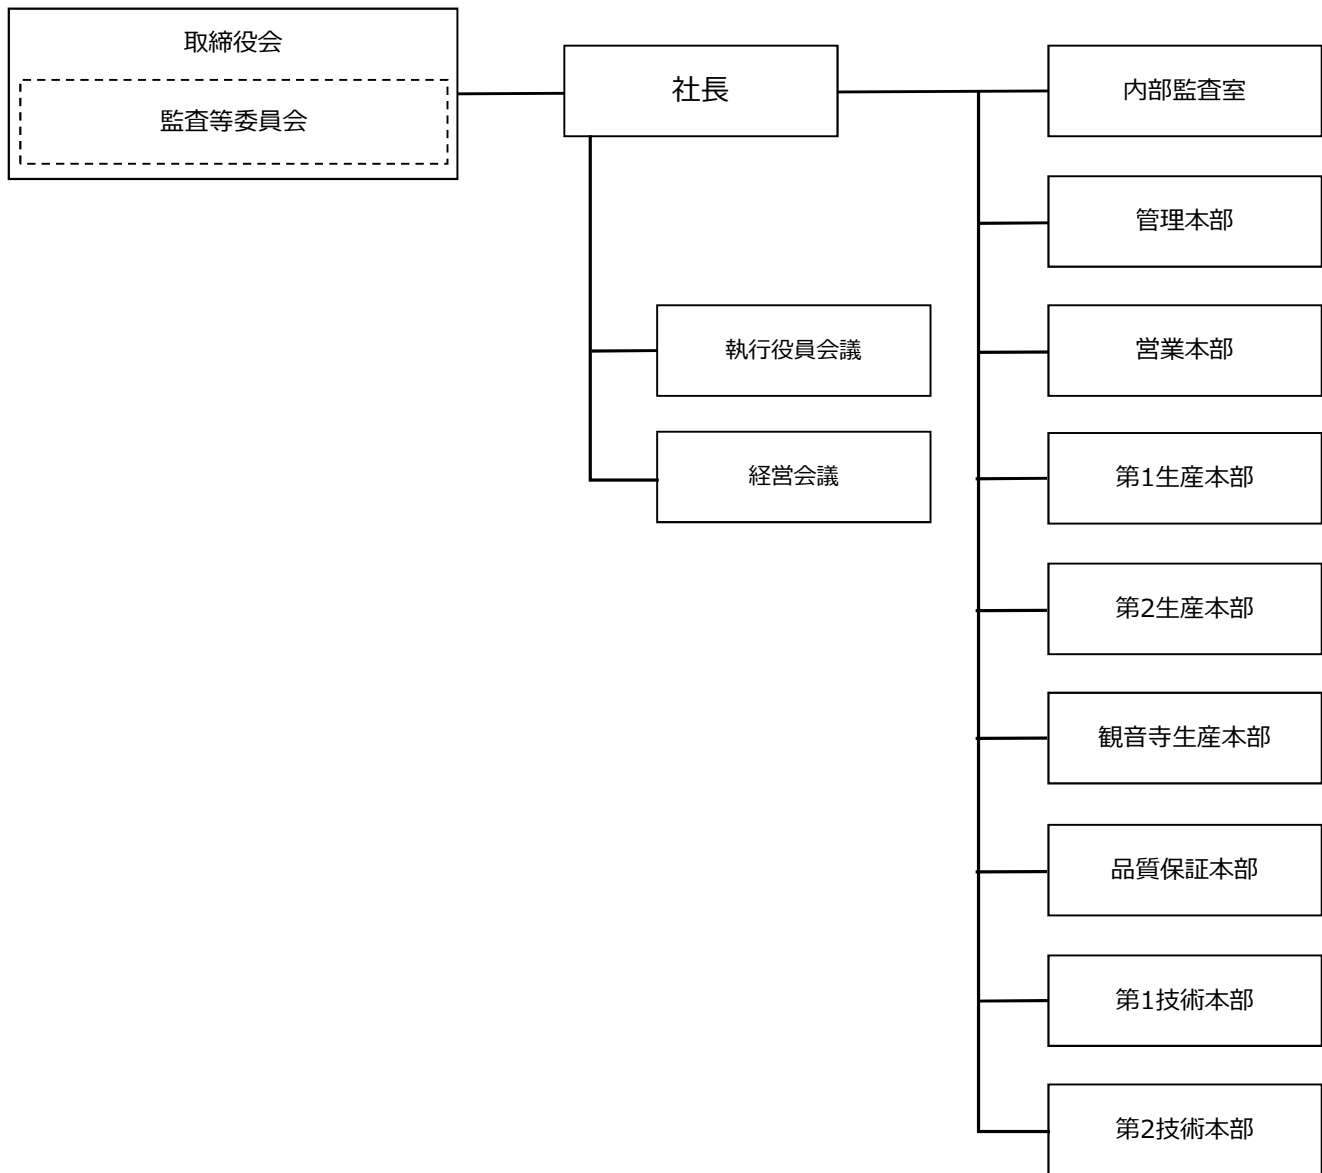 取締役会
監査等委員会
社長
執行役員会議
経営会議
内部監査室
管理本部
営業本部
第1生産本部
第2生産本部
観音寺生産本部
品質保証本部
第1技術本部
第2技術本部